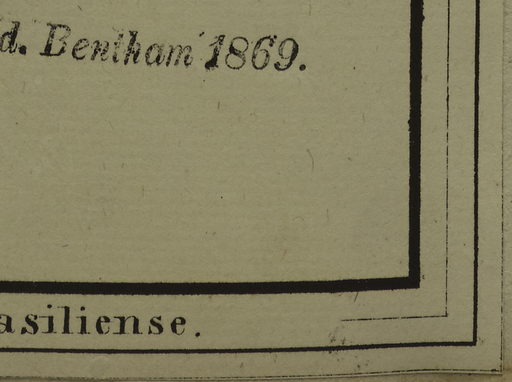 d. Bentham 1869.
asiliense.